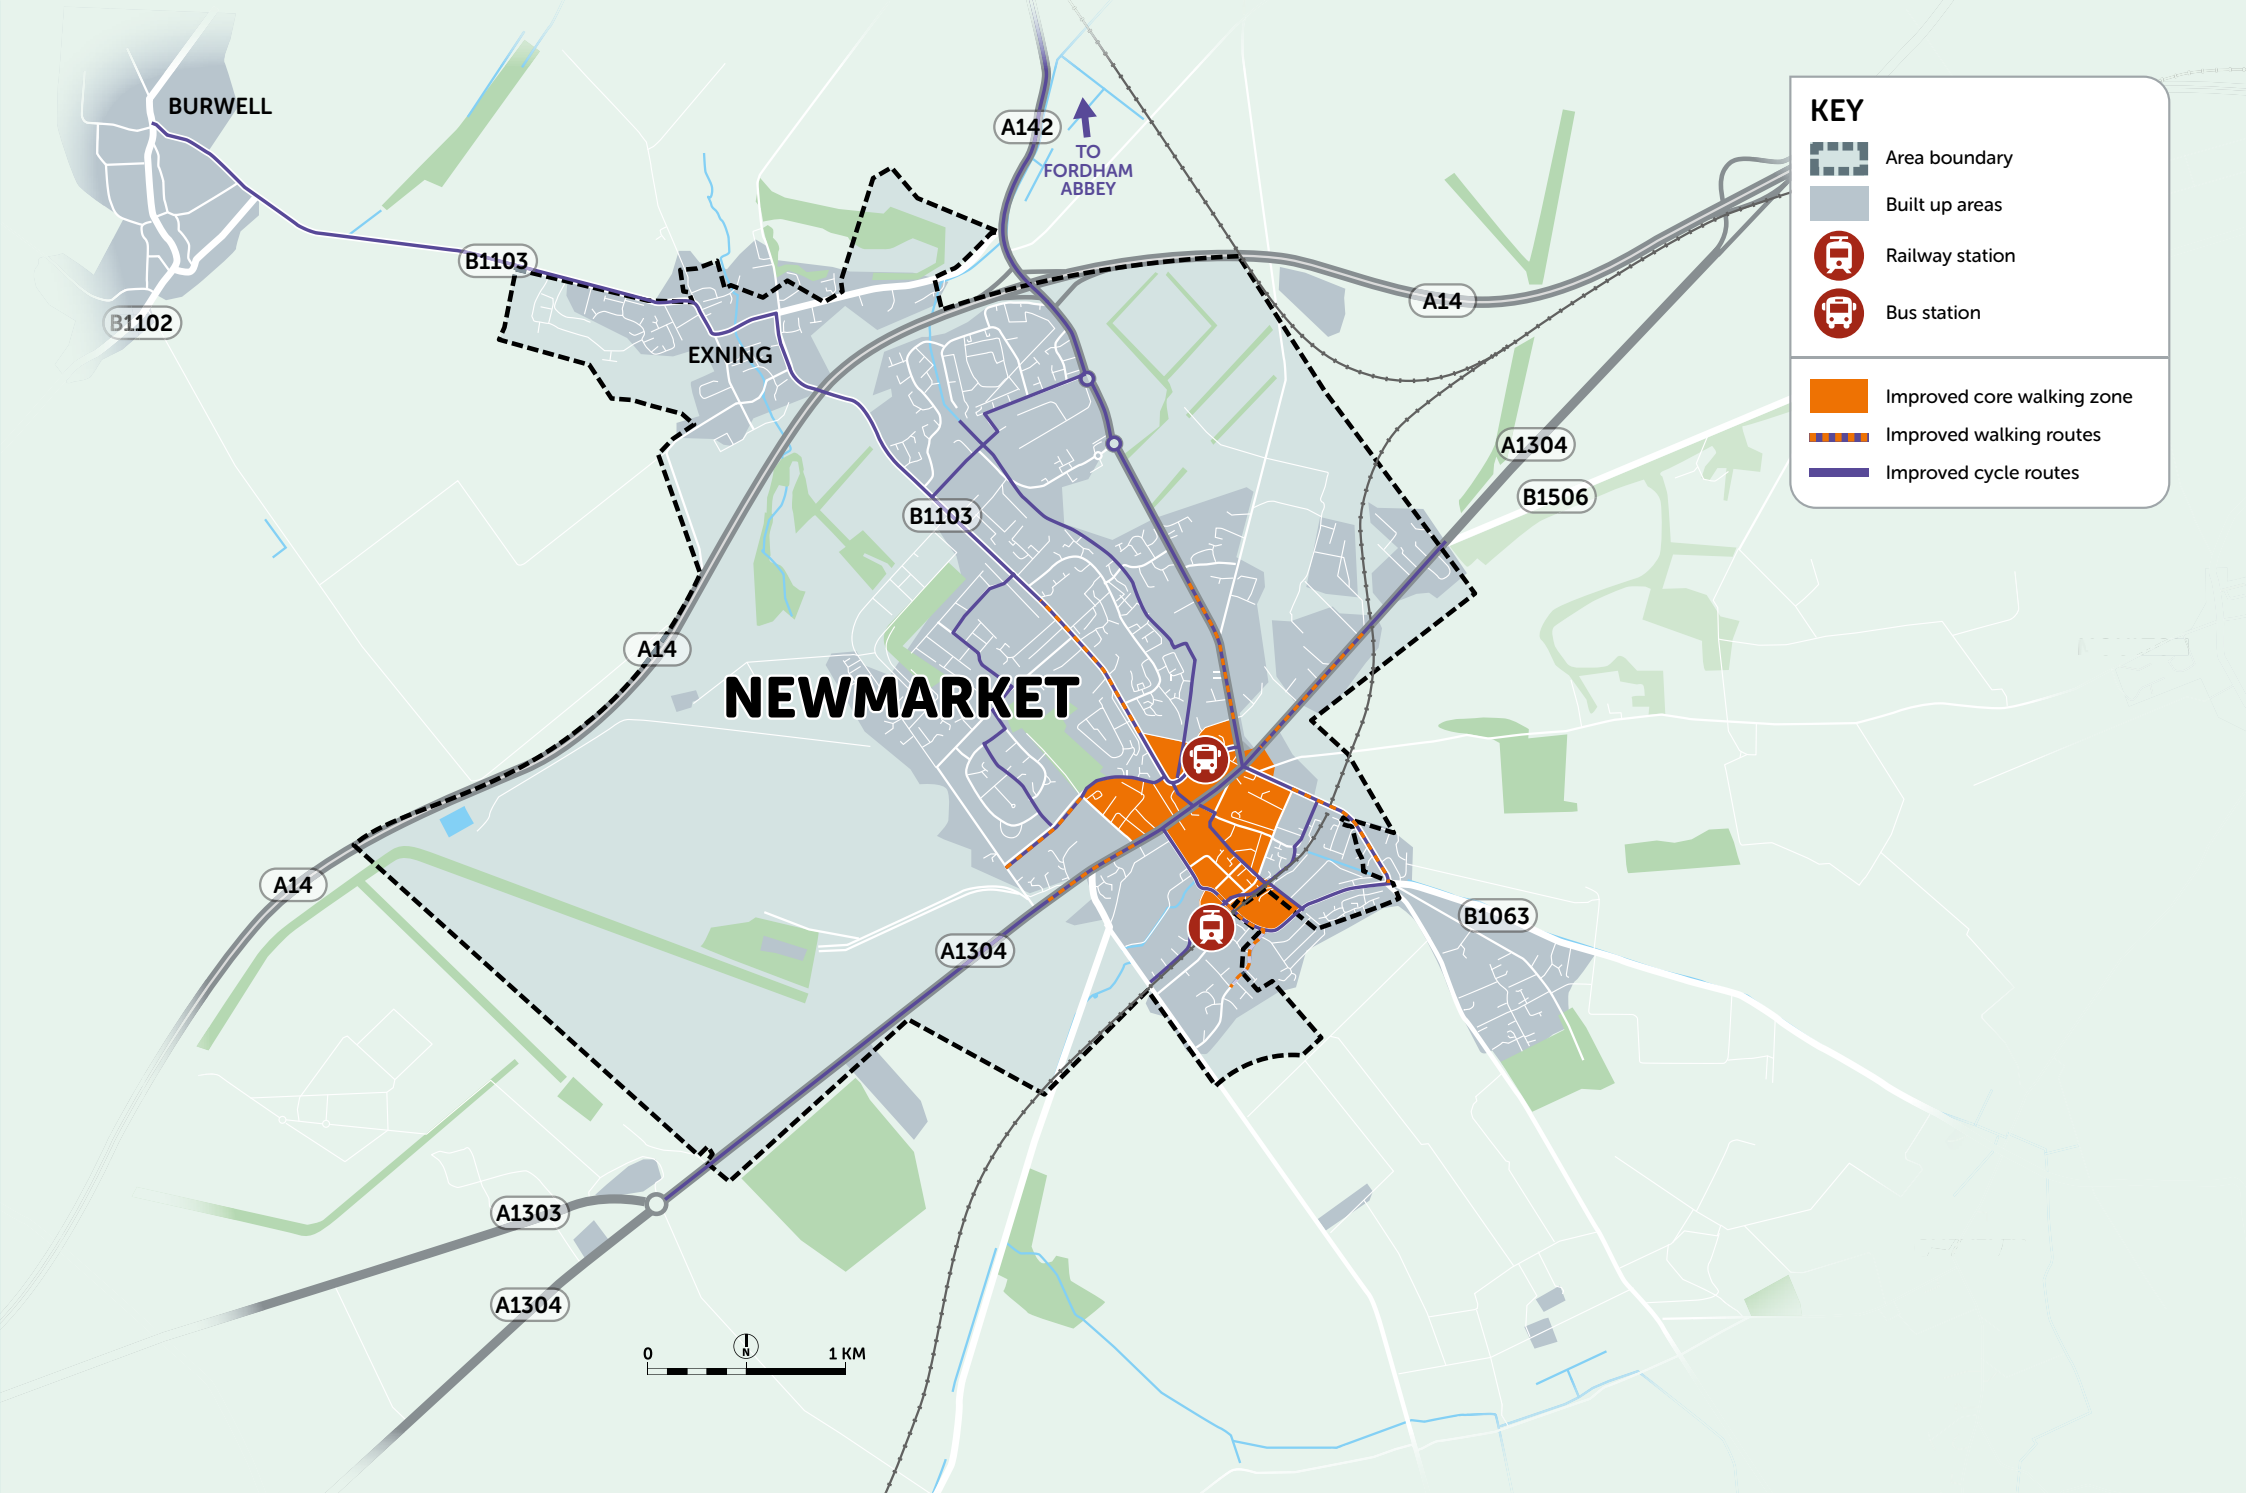 BURWELL
A142
TO
FORDHAM
ABBEY
KEY
Area boundary
Built up areas
Railway station
Bus station
Improved core walking zone
Improved walking routes
Improved cycle routes
B1103
A14
B1102
EXNING
A1304
B1506
B1103
A14
NEWMARKET
A14
B1063
A1304
A1303
A1304
0
N
1 KM